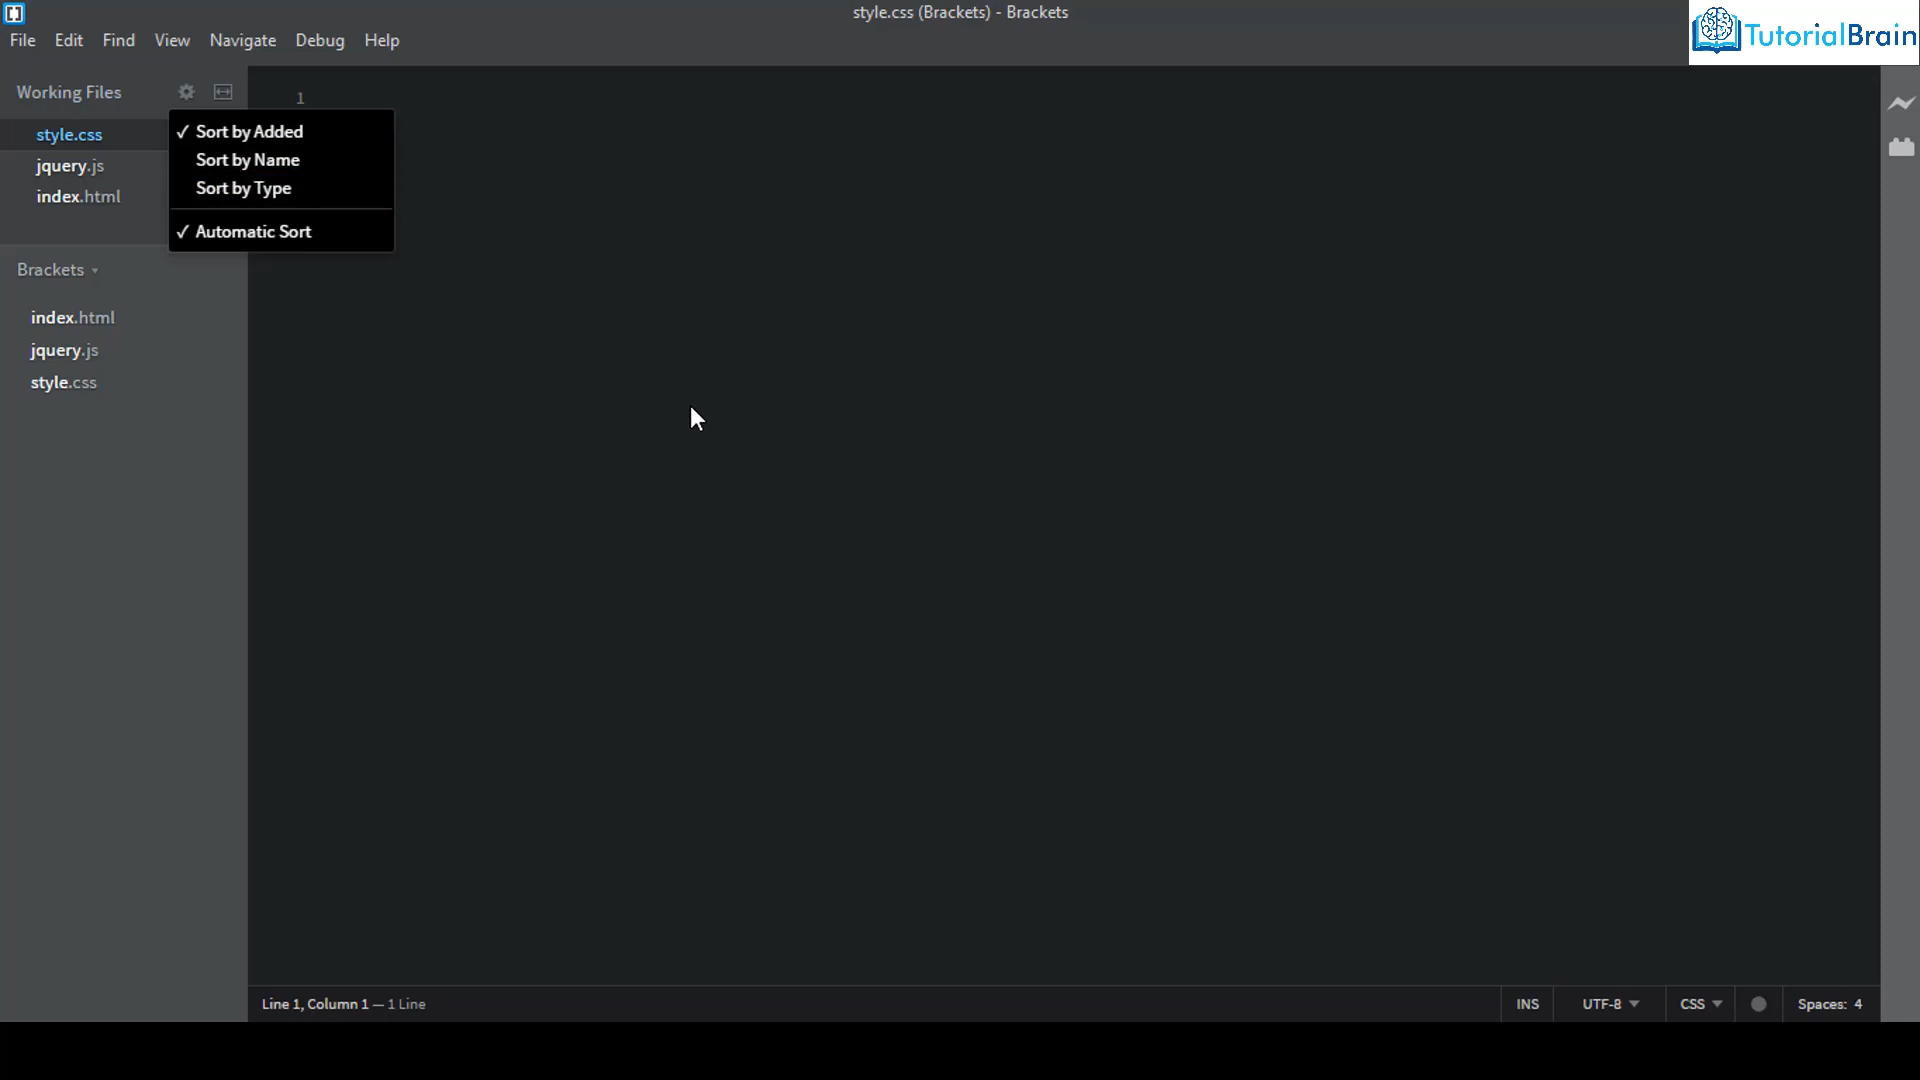 style.css (Brackets) - Brackets
TutorialBrain
File Edit Find View Navigate Debug Help
Working Files
1
style.css
jquery.js
index.html
✓ Sort by Added
Sort by Name
Sort by Type
✓ Automatic Sort
Brackets
index.html
jquery.js
style.css
Line 1, Column 1 — 1 Line
INS UTF-8 CSS Spaces: 4